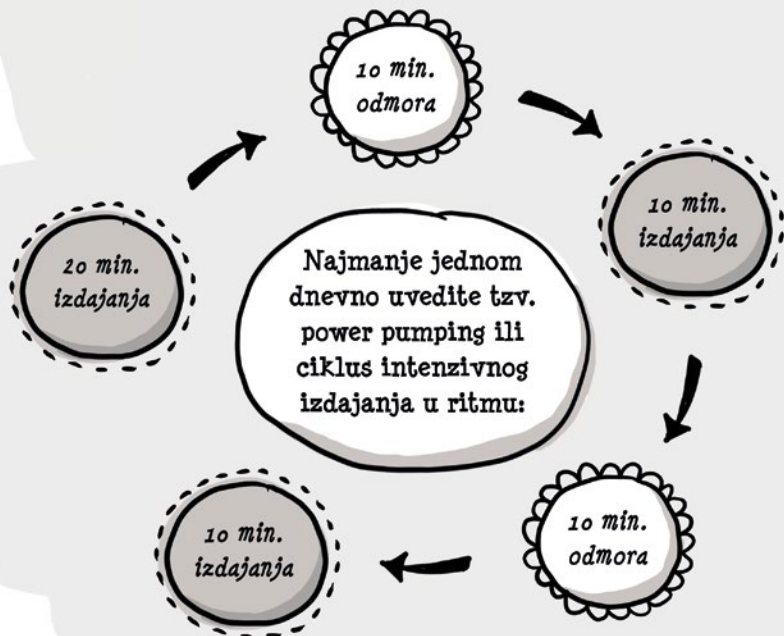 Najmanje jednom
dnevno uvedite tzv.
power pumping ili
ciklus intenzivnog
izdajanja u ritmu:
20 min.
izdajanja
10 min.
odmora
10 min.
izdajanja
10 min.
odmora
10 min.
izdajanja